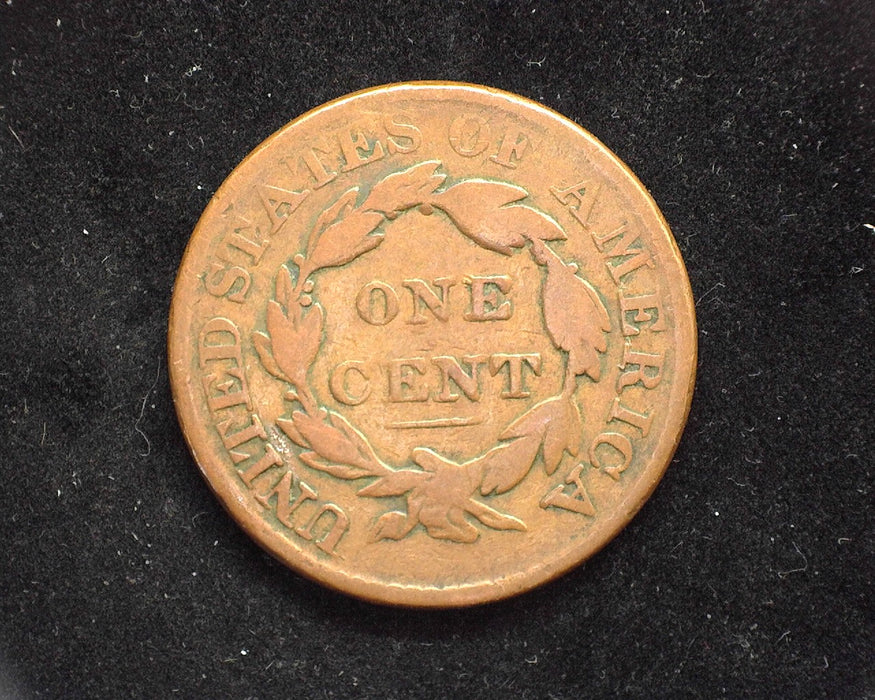 UNITED STATES OF AMERICA
ONE
CENT